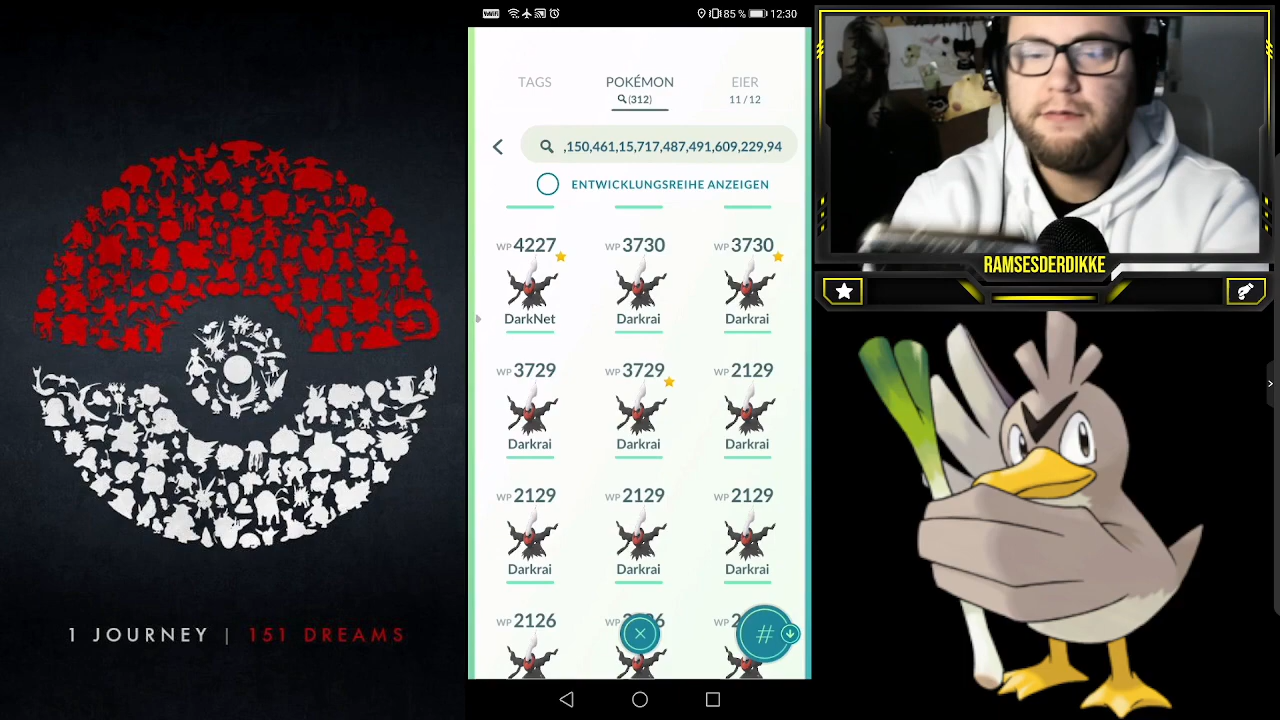 VoWiFi 85 % 12:30
TAGS POKÉMON EIER
(312) 11 / 12
,150,461,15,717,487,491,609,229,94
ENTWICKLUNGSREIHE ANZEIGEN
WP 4227 WP 3730 WP 3730
DarkNet Darkrai Darkrai
WP 3729 WP 3729 WP 2129
Darkrai Darkrai Darkrai
WP 2129 WP 2129 WP 2129
Darkrai Darkrai Darkrai
WP 2126
#
RAMSESDERDIKKE
1 JOURNEY | 151 DREAMS